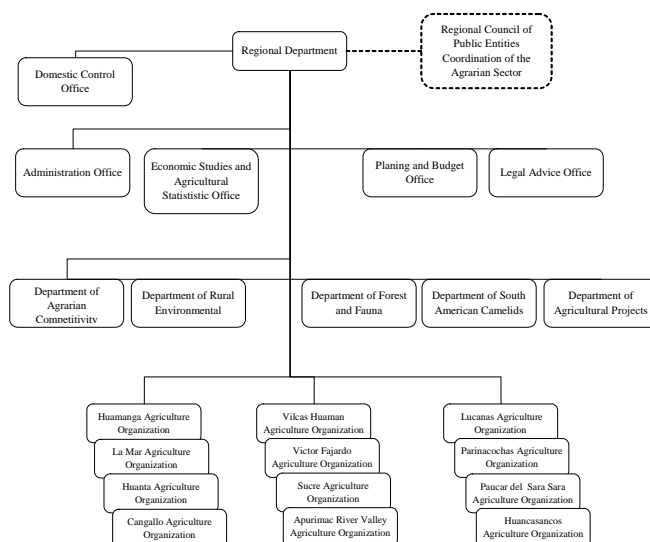 Regional Department
Regional Council of
Public Entities
Coordination of the
Agrarian Sector
Domestic Control
Office
Administration Office
Economic Studies and
Agricultural
Statististic Office
Planing and Budget
Office
Legal Advice Office
Department of
Agrarian
Competitivity
Department of Rural
Environmental
Department of Forest
and Fauna
Department of South
American Camelids
Department of
Agricultural Projects
Huamanga Agriculture
Organization
La Mar Agriculture
Organization
Huanta Agriculture
Organization
Cangallo Agriculture
Organization
Vilcas Huaman
Agriculture Organization
Victor Fajardo
Agriculture Organization
Sucre Agriculture
Organization
Apurimac River Valley
Agriculture Organization
Lucanas Agriculture
Organization
Parinacochas Agriculture
Organization
Paucar del Sara Sara
Agriculture Organization
Huancasancos
Agriculture Organization